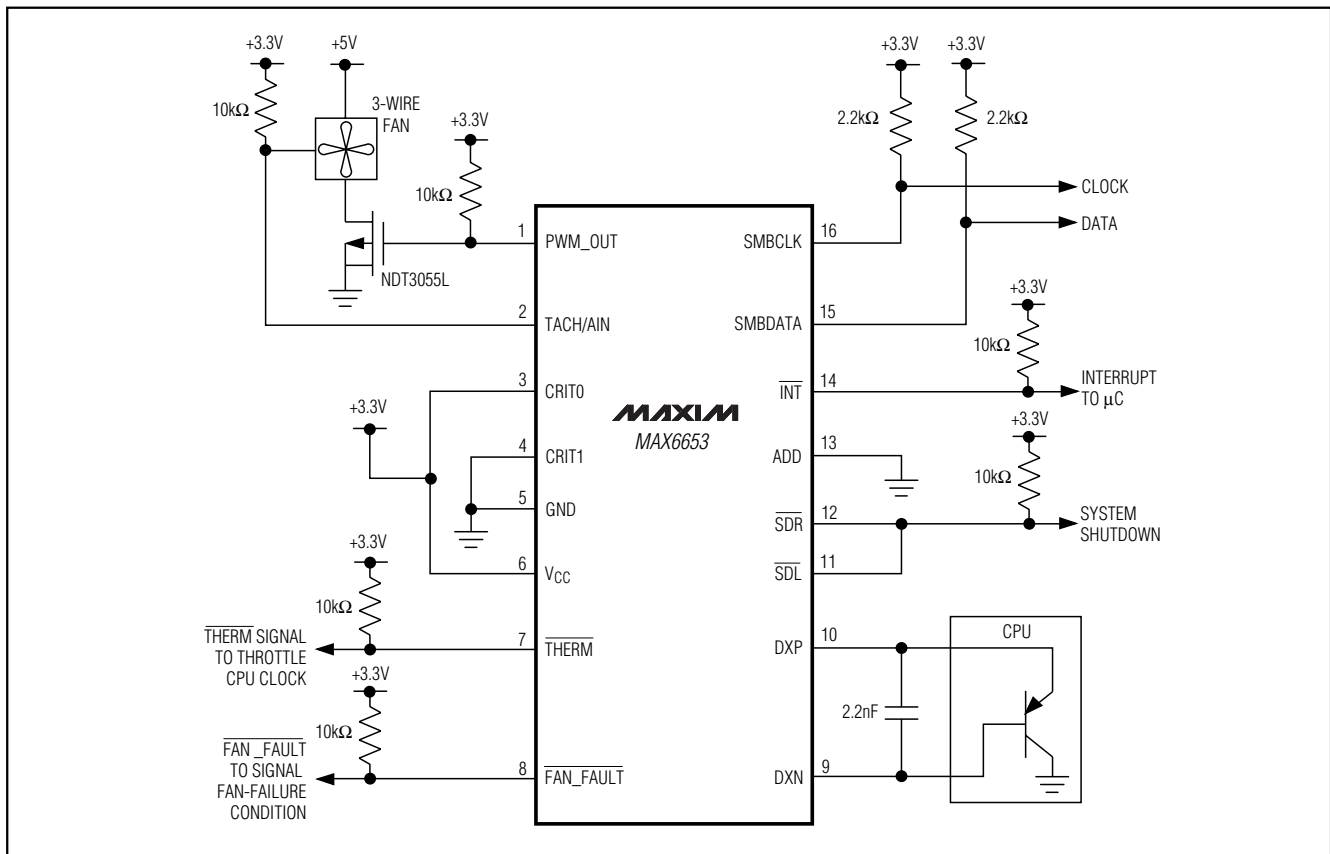 +3.3V
+5V
10kΩ
3-WIRE
FAN
+3.3V
10kΩ
NDT3055L
+3.3V
+3.3V
2.2kΩ
2.2kΩ
CLOCK
DATA
1
PWM_OUT
2
TACH/AIN
3
CRIT0
4
CRIT1
5
GND
6
VCC
7
THERM
8
FAN_FAULT
MAXIM
MAX6653
SMBCLK
16
SMBDATA
15
INT
14
ADD
13
SDR
12
SDL
11
DXP
10
DXN
9
+3.3V
+3.3V
10kΩ
THERM SIGNAL
TO THROTTLE
CPU CLOCK
+3.3V
10kΩ
FAN _FAULT
TO SIGNAL
FAN-FAILURE
CONDITION
+3.3V
10kΩ
INTERRUPT
TO μC
+3.3V
10kΩ
SYSTEM
SHUTDOWN
2.2nF
CPU